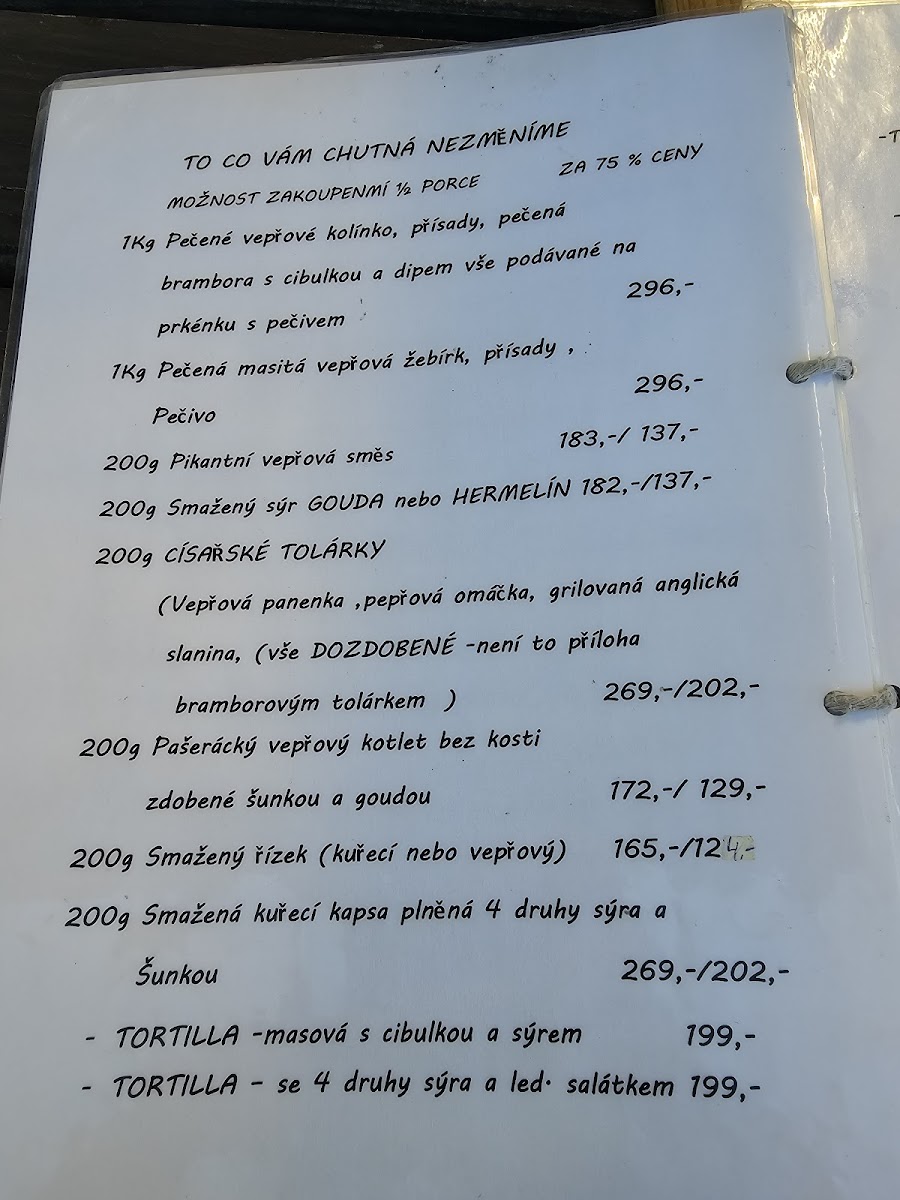 TO CO VÁM CHUTNÁ NEZMĚNÍME
MOŽNOST ZAKOUPENMÍ ½ PORCE ZA 75 % CENY
1Kg Pečené vepřové kolínko, přísady, pečená
brambora s cibulkou a dipem vše podávané na
prkénku s pečivem 296,-
1Kg Pečená masitá vepřová žebírk, přísady ,
Pečivo 296,-
200g Pikantní vepřová směs 183,-/ 137,-
200g Smažený sýr GOUDA nebo HERMELÍN 182,-/137,-
200g CÍSAŘSKÉ TOLÁRKY
(Vepřová panenka ,pepřová omáčka, grilovaná anglická
slanina, (vše DOZDOBENÉ -není to příloha
bramborovým tolárkem ) 269,-/202,-
200g Pašerácký vepřový kotlet bez kosti
zdobené šunkou a goudou 172,-/ 129,-
200g Smažený řízek (kuřecí nebo vepřový) 165,-/124,-
200g Smažená kuřecí kapsa plněná 4 druhy sýra a
Šunkou 269,-/202,-
- TORTILLA -masová s cibulkou a sýrem 199,-
- TORTILLA - se 4 druhy sýra a led. salátkem 199,-